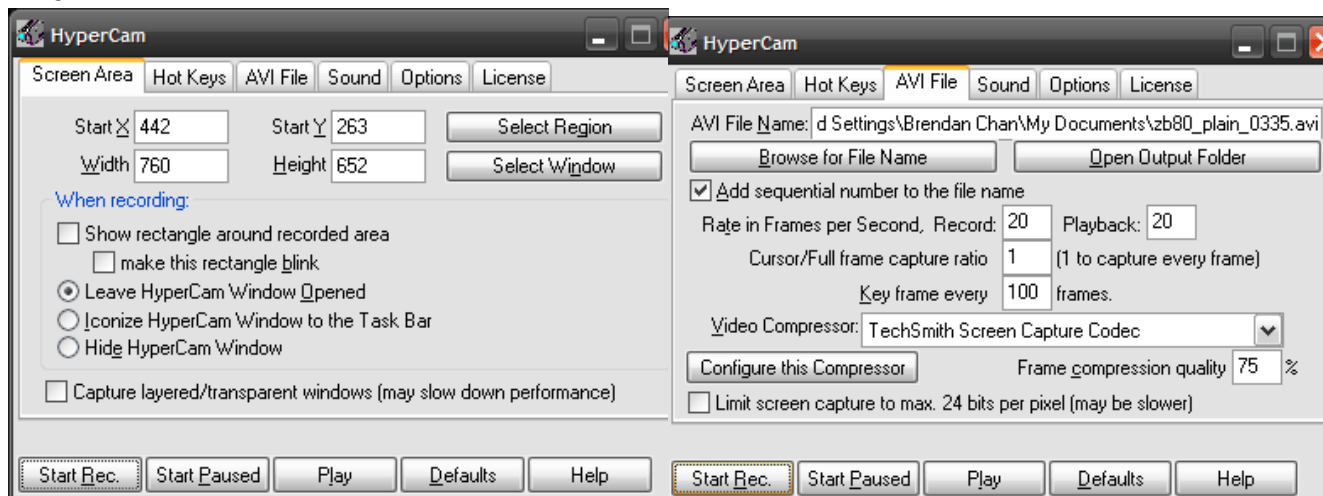 HyperCam
Screen Area Hot Keys AVI File Sound Options License
Start X 442 Start Y 263 Select Region
Width 760 Height 652 Select Window
When recording:
Show rectangle around recorded area
make this rectangle blink
Leave HyperCam Window Opened
Iconize HyperCam Window to the Task Bar
Hide HyperCam Window
Capture layered/transparent windows (may slow down performance)
Start Rec. Start Paused Play Defaults Help
HyperCam
Screen Area Hot Keys AVI File Sound Options License
AVI File Name: d Settings\Brendan Chan\My Documents\zb80_plain_0335.avi
Browse for File Name Open Output Folder
Add sequential number to the file name
Rate in Frames per Second, Record: 20 Playback: 20
Cursor/Full frame capture ratio 1 (1 to capture every frame)
Key frame every 100 frames.
Video Compressor: TechSmith Screen Capture Codec
Configure this Compressor Frame compression quality 75 %
Limit screen capture to max. 24 bits per pixel (may be slower)
Start Rec. Start Paused Play Defaults Help